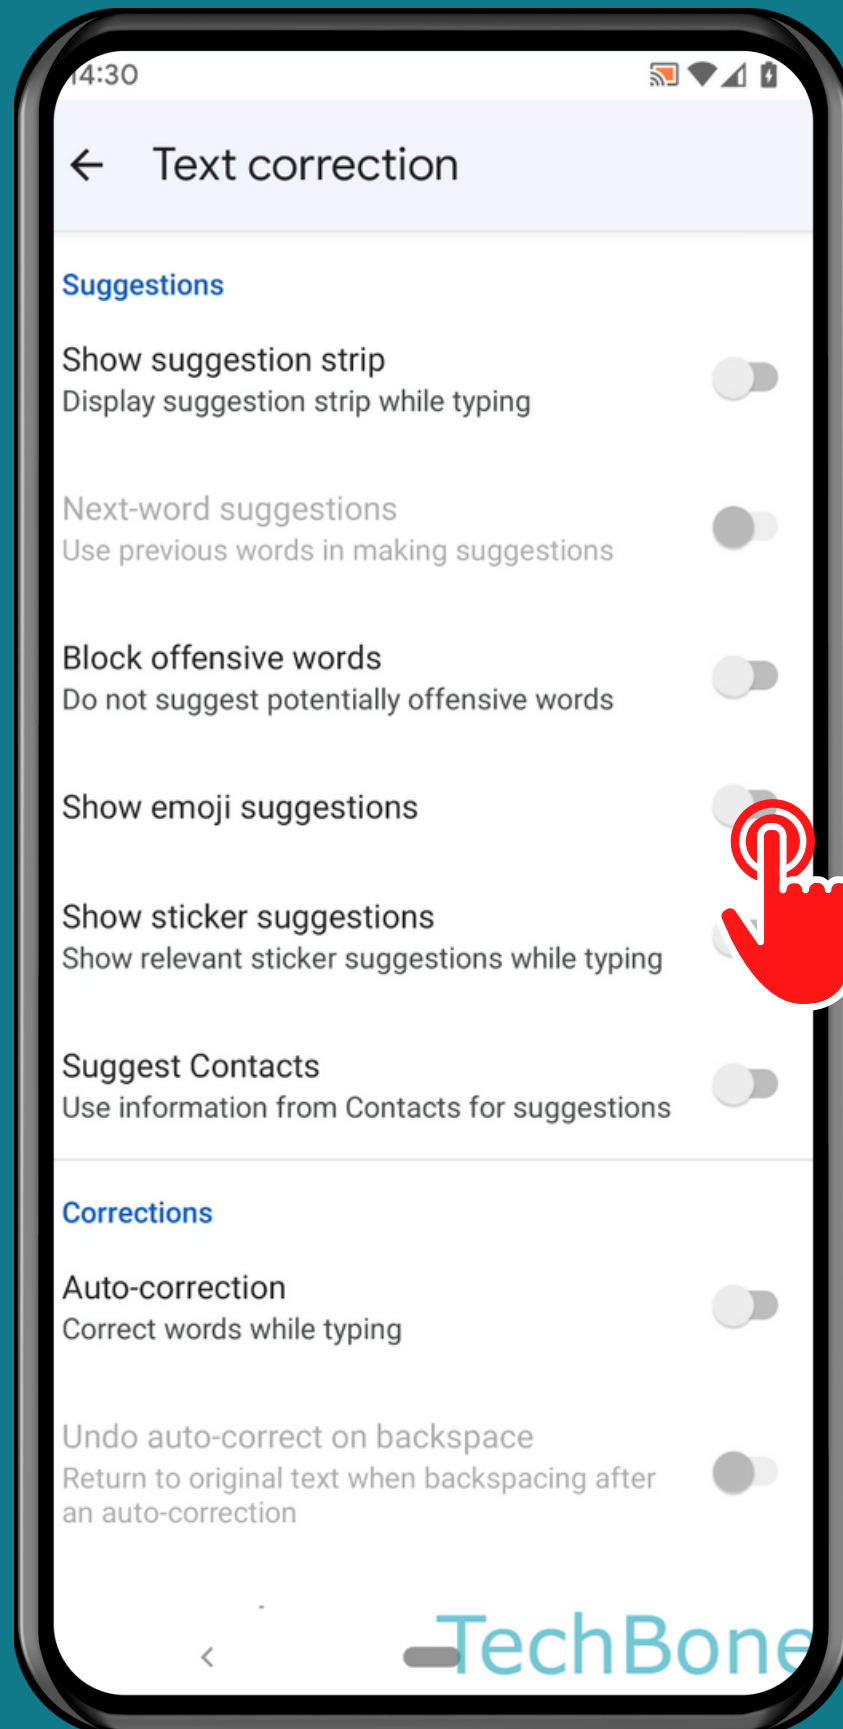 14:30
Text correction
Suggestions
Show suggestion strip
Display suggestion strip while typing
Next-word suggestions
Use previous words in making suggestions
Block offensive words
Do not suggest potentially offensive words
Show emoji suggestions
Show sticker suggestions
Show relevant sticker suggestions while typing
Suggest Contacts
Use information from Contacts for suggestions
Corrections
Auto-correction
Correct words while typing
Undo auto-correct on backspace
Return to original text when backspacing after
an auto-correction
TechBone